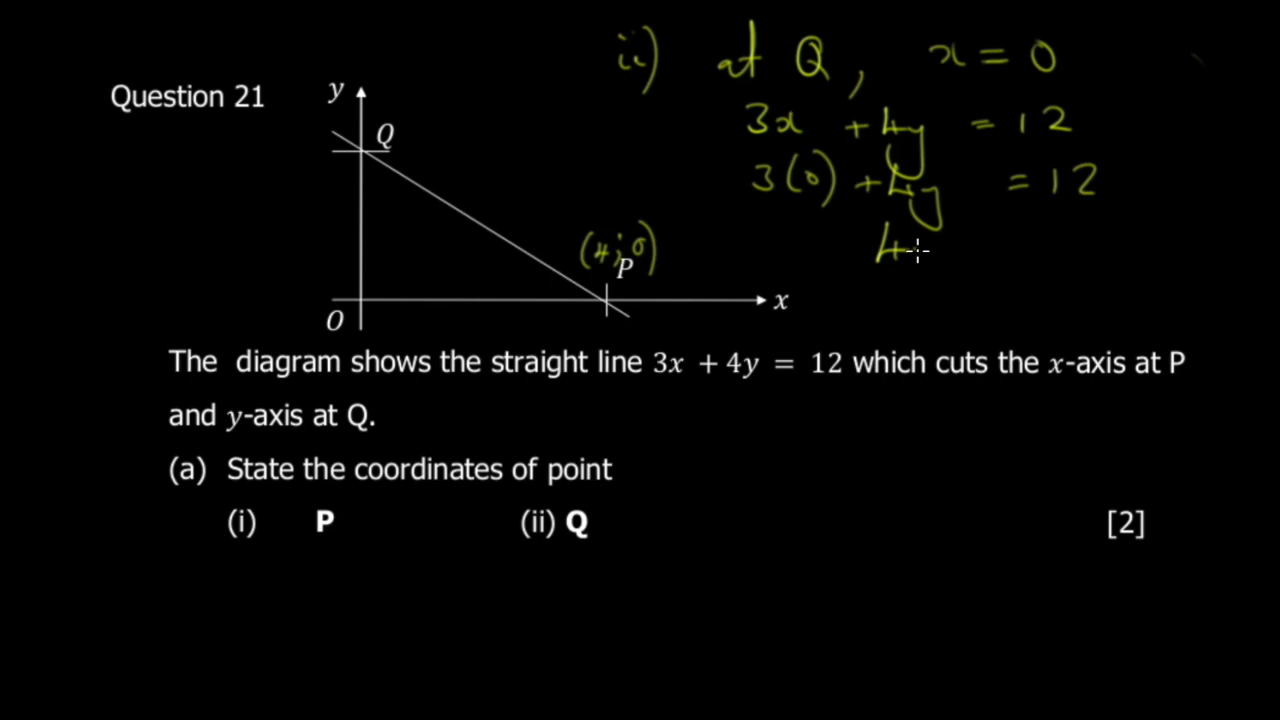 ii) at Q, x = 0
Question 21
y
3x + 4y = 12
Q
3(0) + 4y = 12
(4;0)
4
P
x
O
The diagram shows the straight line 3x + 4y = 12 which cuts the x-axis at P
and y-axis at Q.
(a) State the coordinates of point
(i) P (ii) Q [2]